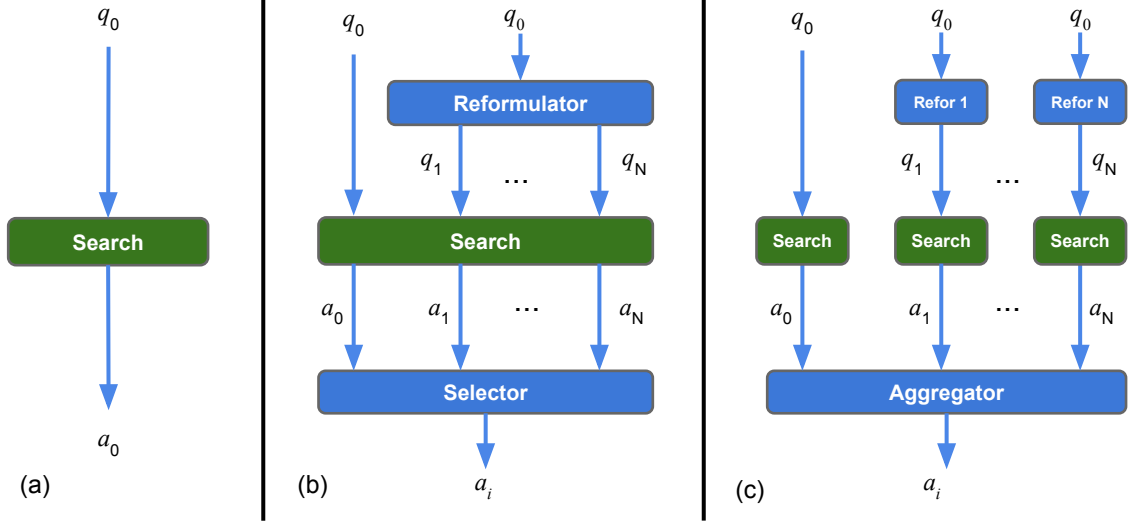 q0
Search
a0
(a)
q0
q0
Reformulator
q1
...
qN
Search
a0
a1
...
aN
Selector
ai
(b)
q0
q0
q0
Refor 1
Refor N
q1
...
qN
Search
Search
Search
a0
a1
...
aN
Aggregator
ai
(c)